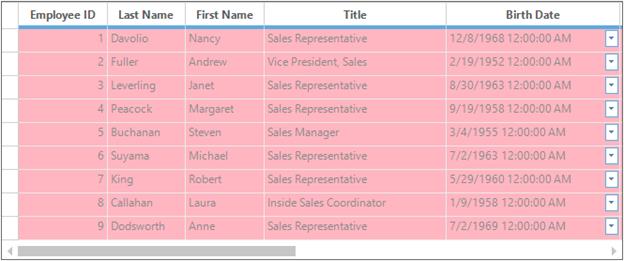 Employee ID Last Name First Name Title Birth Date
1 Davolio Nancy Sales Representative 12/8/1968 12:00:00 AM
2 Fuller Andrew Vice President, Sales 2/19/1952 12:00:00 AM
3 Leverling Janet Sales Representative 8/30/1963 12:00:00 AM
4 Peacock Margaret Sales Representative 9/19/1958 12:00:00 AM
5 Buchanan Steven Sales Manager 3/4/1955 12:00:00 AM
6 Suyama Michael Sales Representative 7/2/1963 12:00:00 AM
7 King Robert Sales Representative 5/29/1960 12:00:00 AM
8 Callahan Laura Inside Sales Coordinator 1/9/1958 12:00:00 AM
9 Dodsworth Anne Sales Representative 7/2/1969 12:00:00 AM